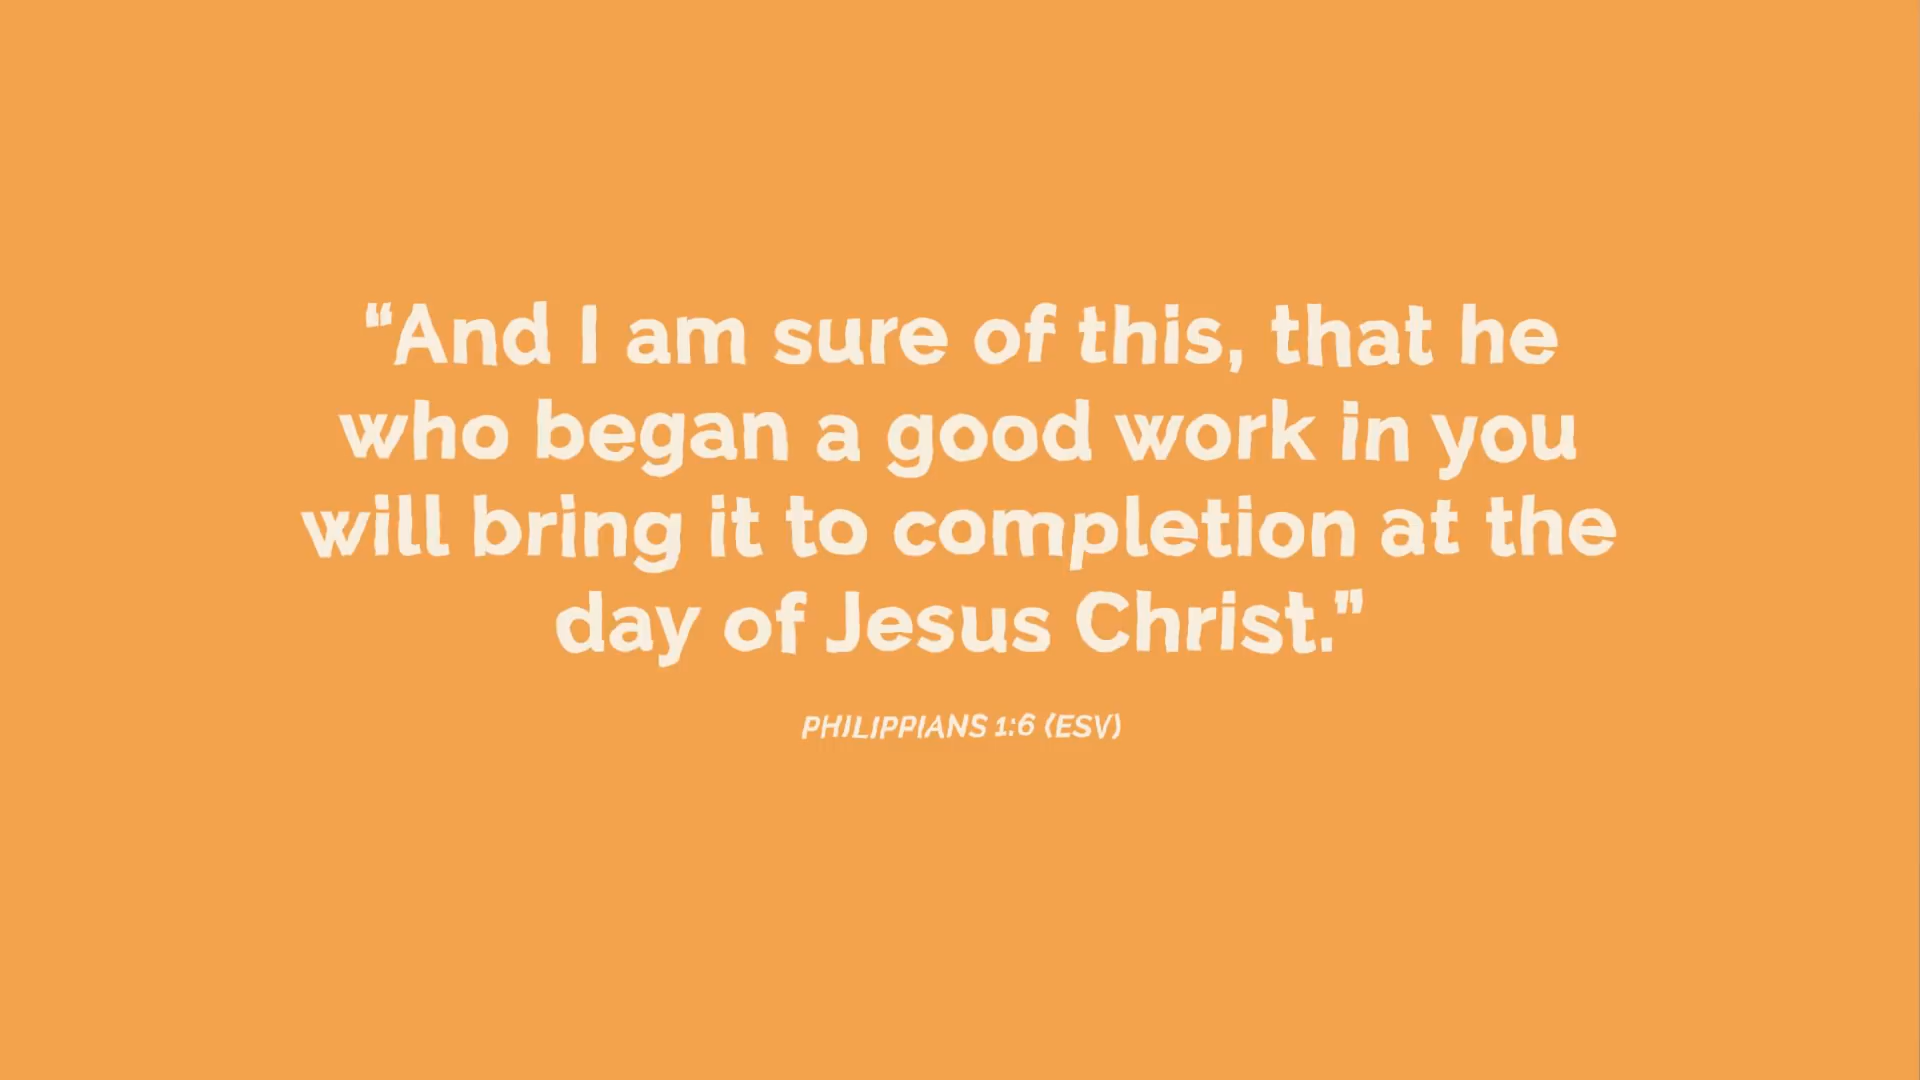 “And I am sure of this, that he
who began a good work in you
will bring it to completion at the
day of Jesus Christ.”
PHILIPPIANS 1:6 (ESV)